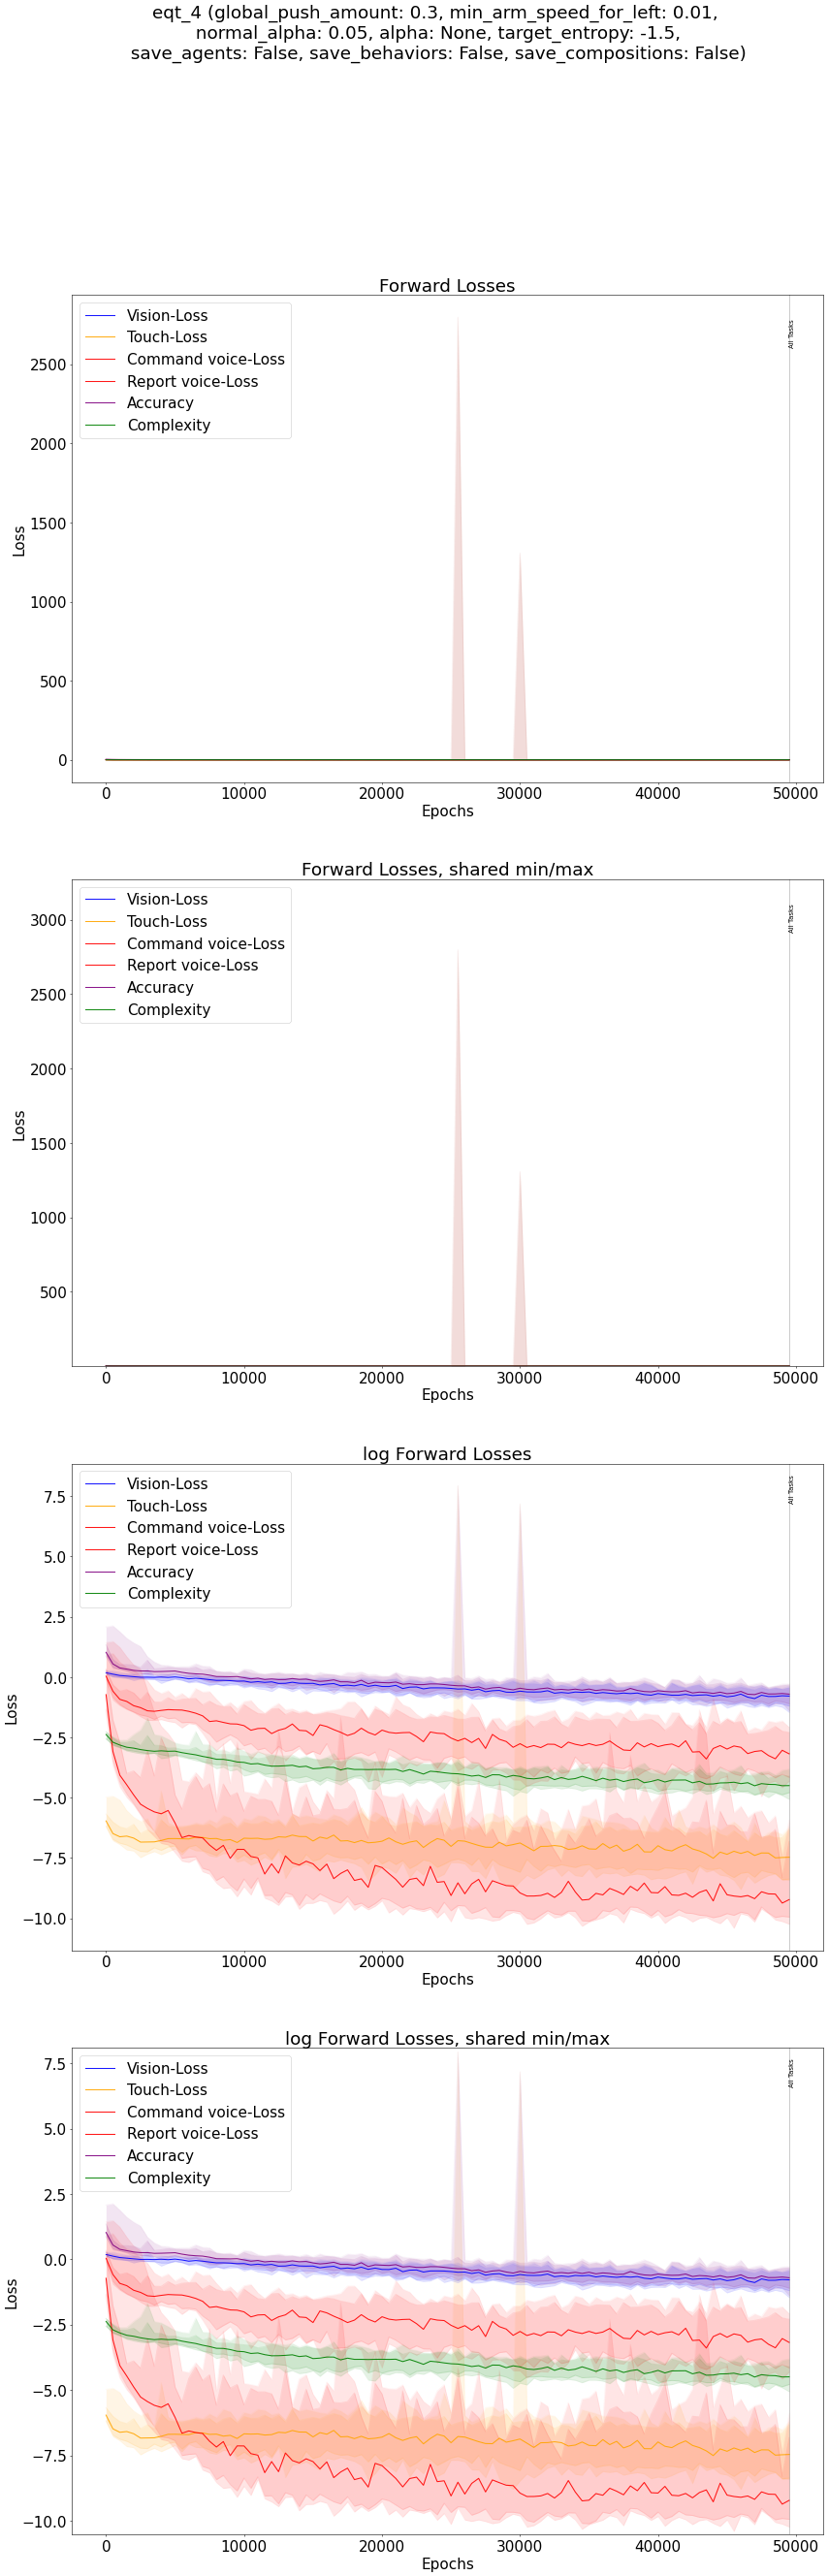 eqt_4 (global_push_amount: 0.3, min_arm_speed_for_left: 0.01,
normal_alpha: 0.05, alpha: None, target_entropy: -1.5,
save_agents: False, save_behaviors: False, save_compositions: False)
Forward Losses
Vision-Loss
Touch-Loss
Command voice-Loss
Report voice-Loss
Accuracy
Complexity
All Tasks
2500
2000
1500
1000
500
0
Loss
0 10000 20000 30000 40000 50000
Epochs
Forward Losses, shared min/max
Vision-Loss
Touch-Loss
Command voice-Loss
Report voice-Loss
Accuracy
Complexity
All Tasks
3000
2500
2000
1500
1000
500
Loss
0 10000 20000 30000 40000 50000
Epochs
log Forward Losses
Vision-Loss
Touch-Loss
Command voice-Loss
Report voice-Loss
Accuracy
Complexity
All Tasks
7.5
5.0
2.5
0.0
−2.5
−5.0
−7.5
−10.0
Loss
0 10000 20000 30000 40000 50000
Epochs
log Forward Losses, shared min/max
Vision-Loss
Touch-Loss
Command voice-Loss
Report voice-Loss
Accuracy
Complexity
All Tasks
7.5
5.0
2.5
0.0
−2.5
−5.0
−7.5
−10.0
Loss
0 10000 20000 30000 40000 50000
Epochs